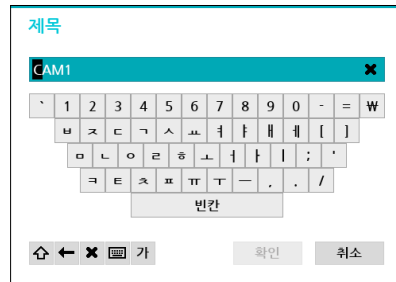 제목
CAM1
` 1 2 3 4 5 6 7 8 9 0 - = ₩
ㅂ ㅈ ㄷ ㄱ ㅅ ㅛ ㅕ ㅑ ㅐ ㅔ [ ]
ㅁ ㄴ ㅇ ㄹ ㅎ ㅗ ㅓ ㅏ ㅣ ; '
ㅋ ㅌ ㅊ ㅍ ㅠ ㅜ ㅡ , . /
빈칸
가 확인 취소